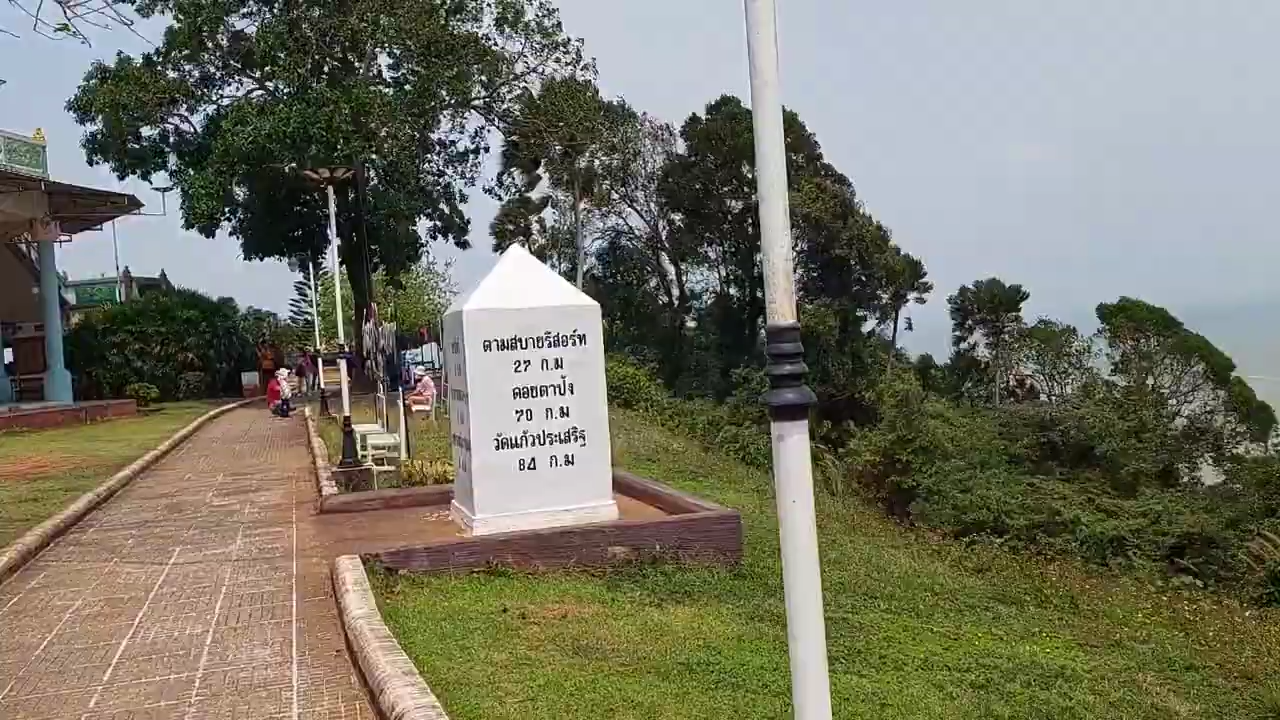 ตามสบายรีสอร์ท
27 ก.ม
ดอยตาปัง
70 ก.ม
วัดแก้วประเสริฐ
84 ก.ม